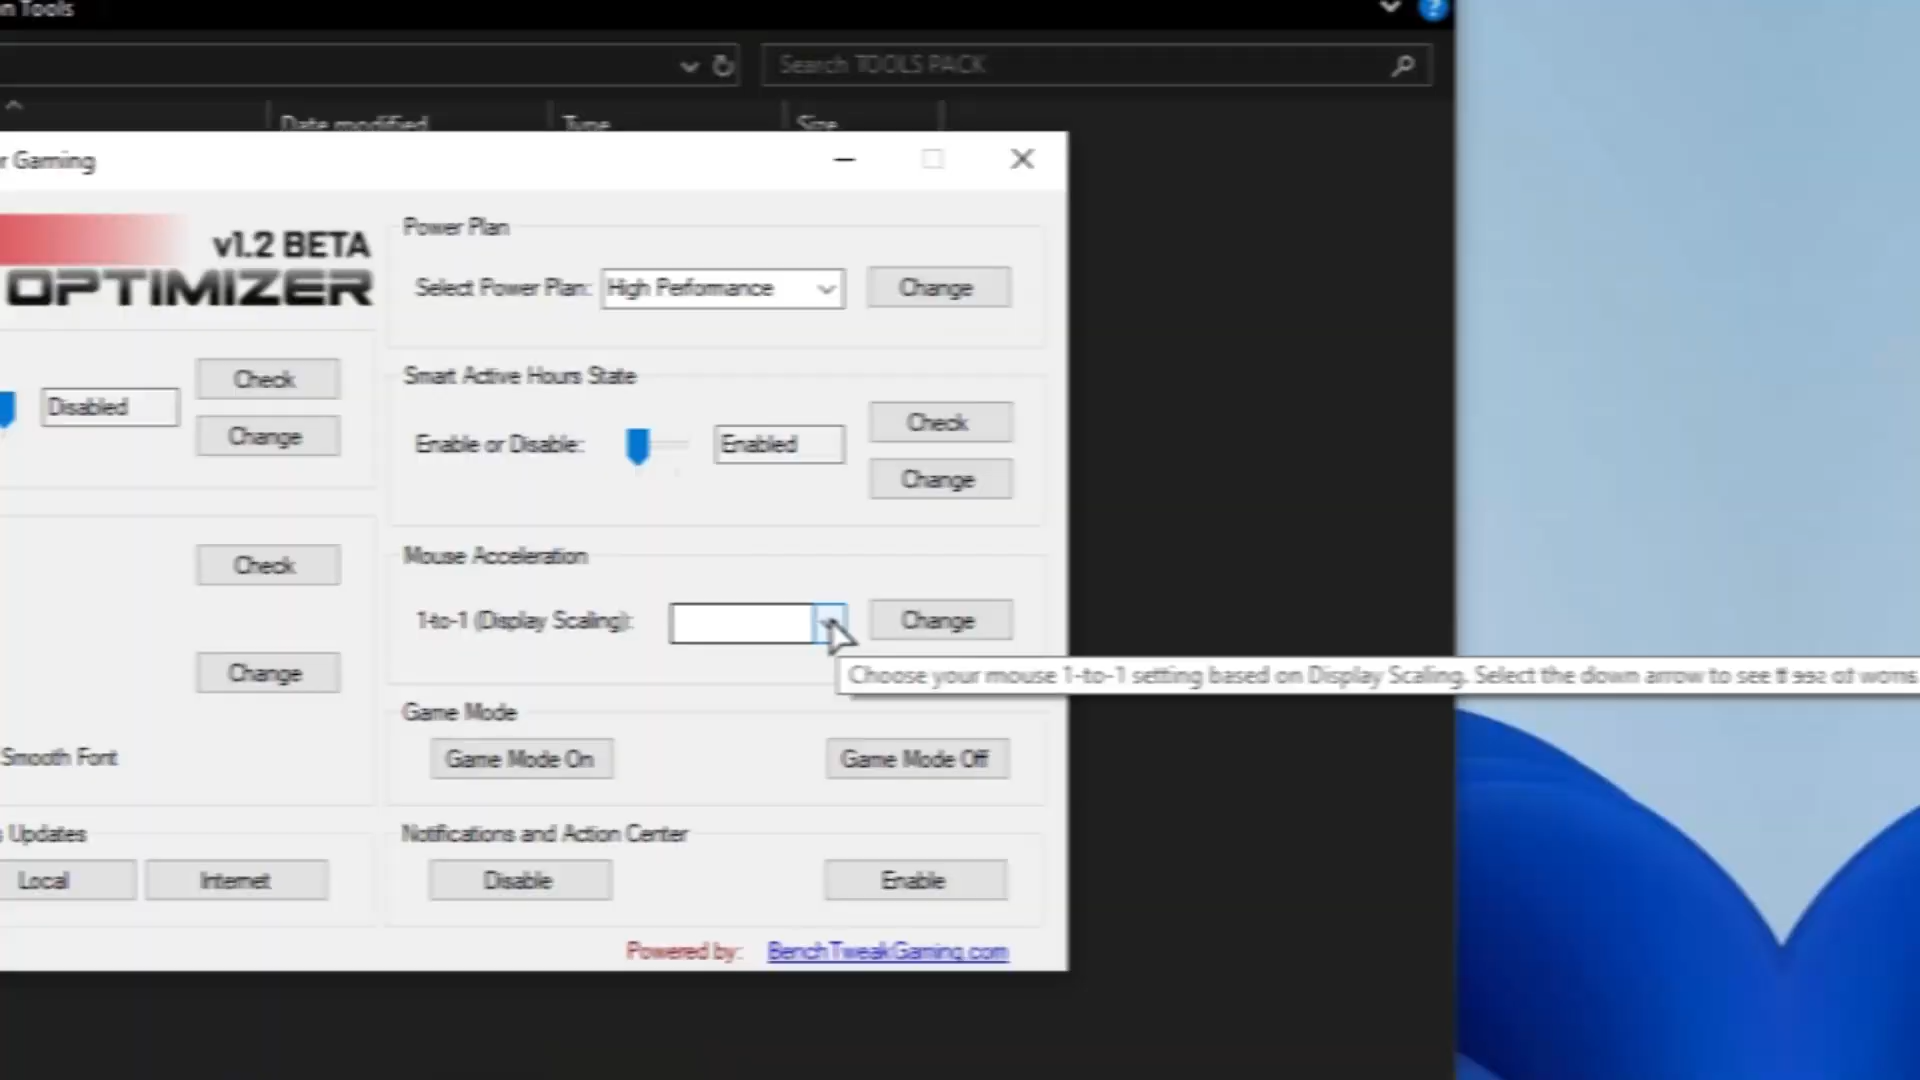 n Tools
Search TOOLS PACK
Date modified
Type
Size
r Gaming
v1.2 BETA
OPTIMIZER
Power Plan
Select Power Plan:
High Perfomance
Change
Smart Active Hours State
Check
Disabled
Change
Enable or Disable:
Enabled
Check
Change
Mouse Acceleration
Check
1-to-1 (Display Scaling):
Change
Choose your mouse 1-to-1 setting based on Display Scaling. Select the down arrow to see
Change
Game Mode
Smooth Font
Game Mode On
Game Mode Off
Updates
Notifications and Action Center
Local
Internet
Disable
Enable
Powered by:
BenchTweakGaming.com